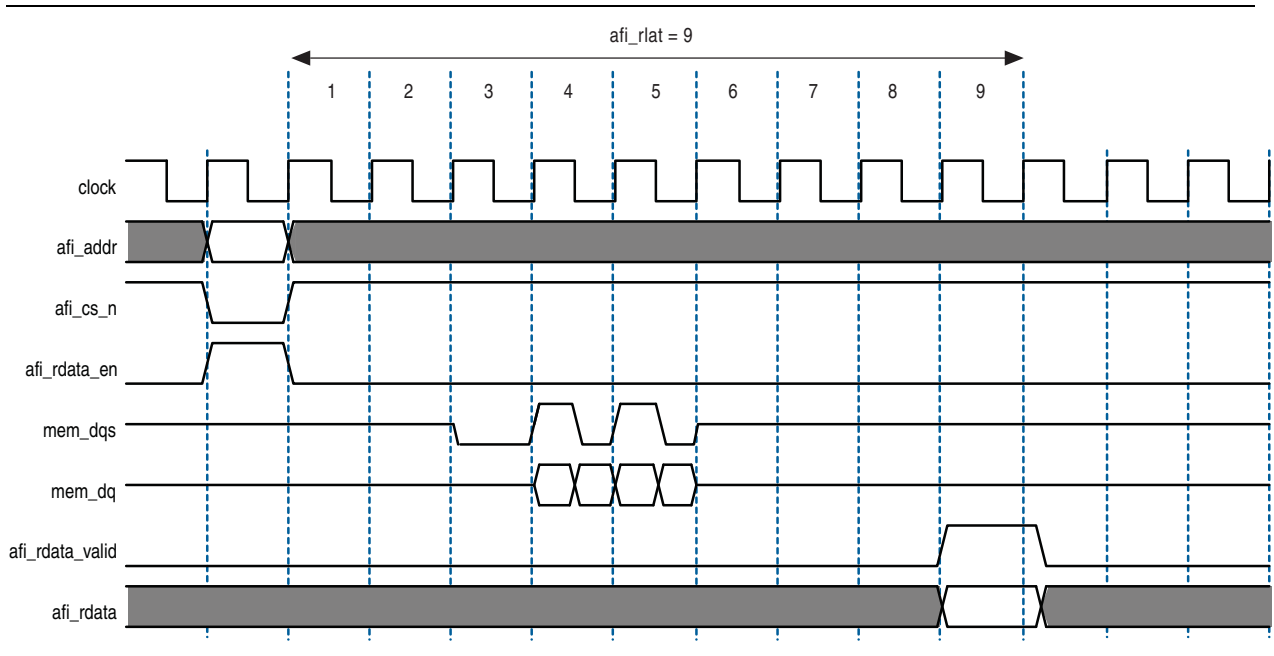 afi_rlat = 9
1 2 3 4 5 6 7 8 9
clock
afi_addr
afi_cs_n
afi_rdata_en
mem_dqs
mem_dq
afi_rdata_valid
afi_rdata